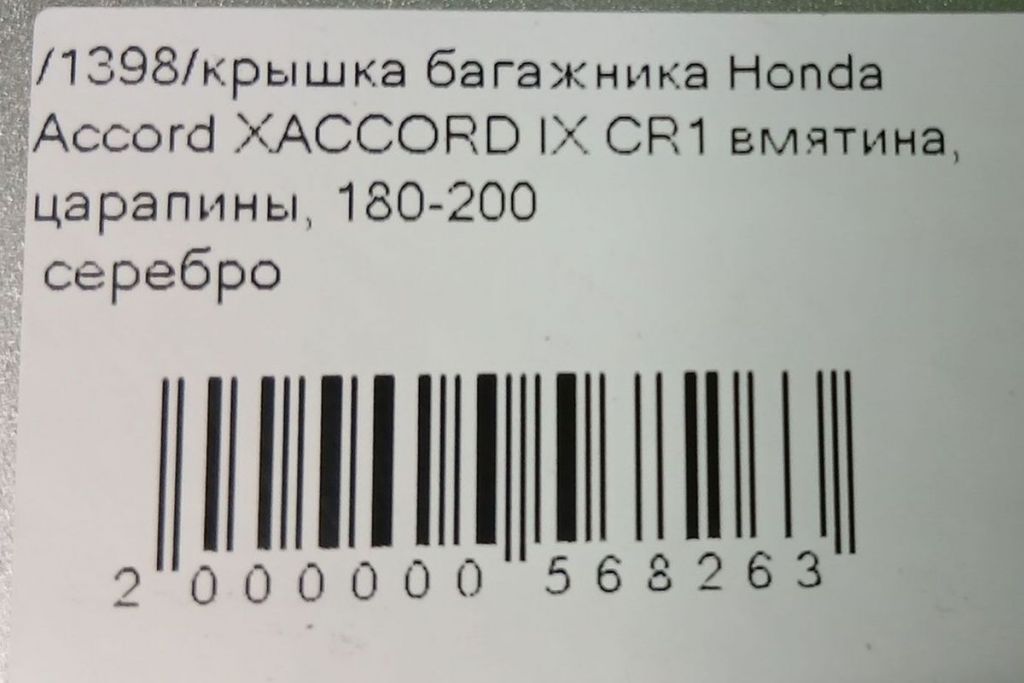 /1398/крышка багажника Honda
Accord XACCORD IX CR1 вмятина,
царапины, 180-200
серебро
2 000000 568263